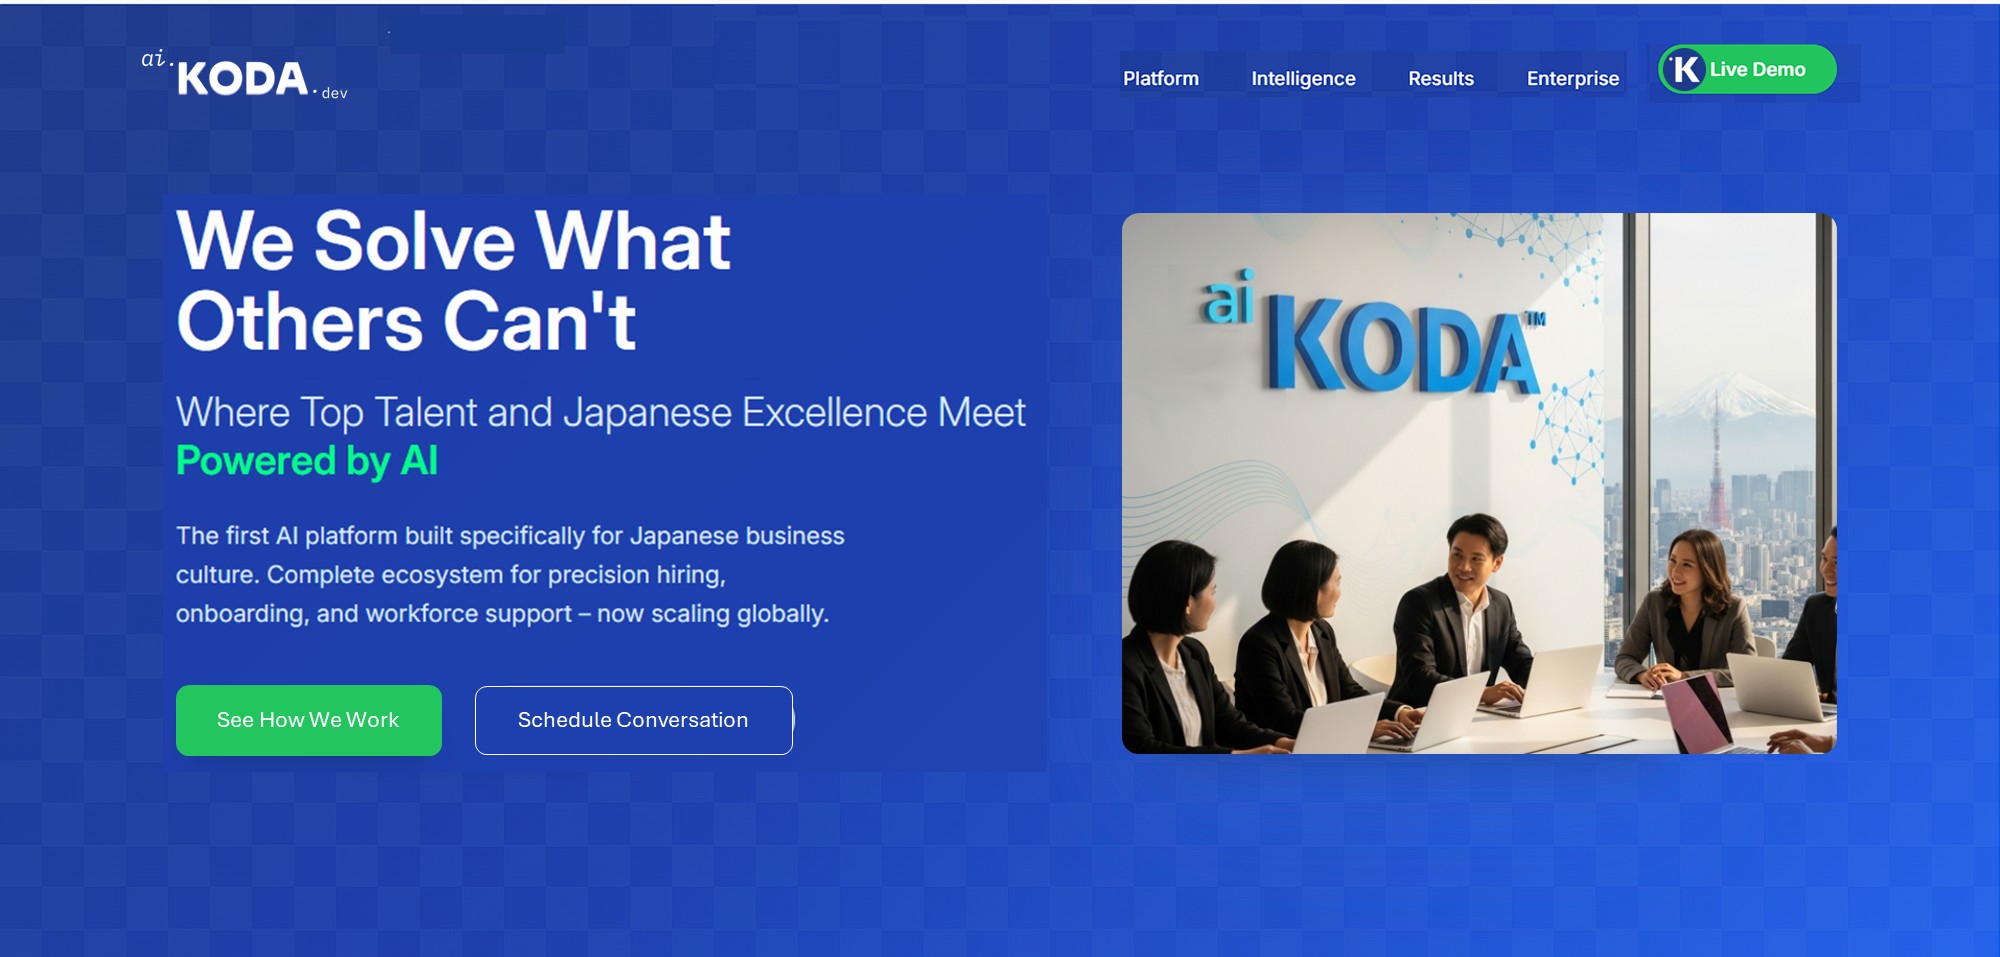 ai.KODA.dev
Platform
Intelligence
Results
Enterprise
K Live Demo
We Solve What
Others Can't
Where Top Talent and Japanese Excellence Meet
Powered by AI
The first AI platform built specifically for Japanese business
culture. Complete ecosystem for precision hiring,
onboarding, and workforce support – now scaling globally.
See How We Work
Schedule Conversation
ai KODA™